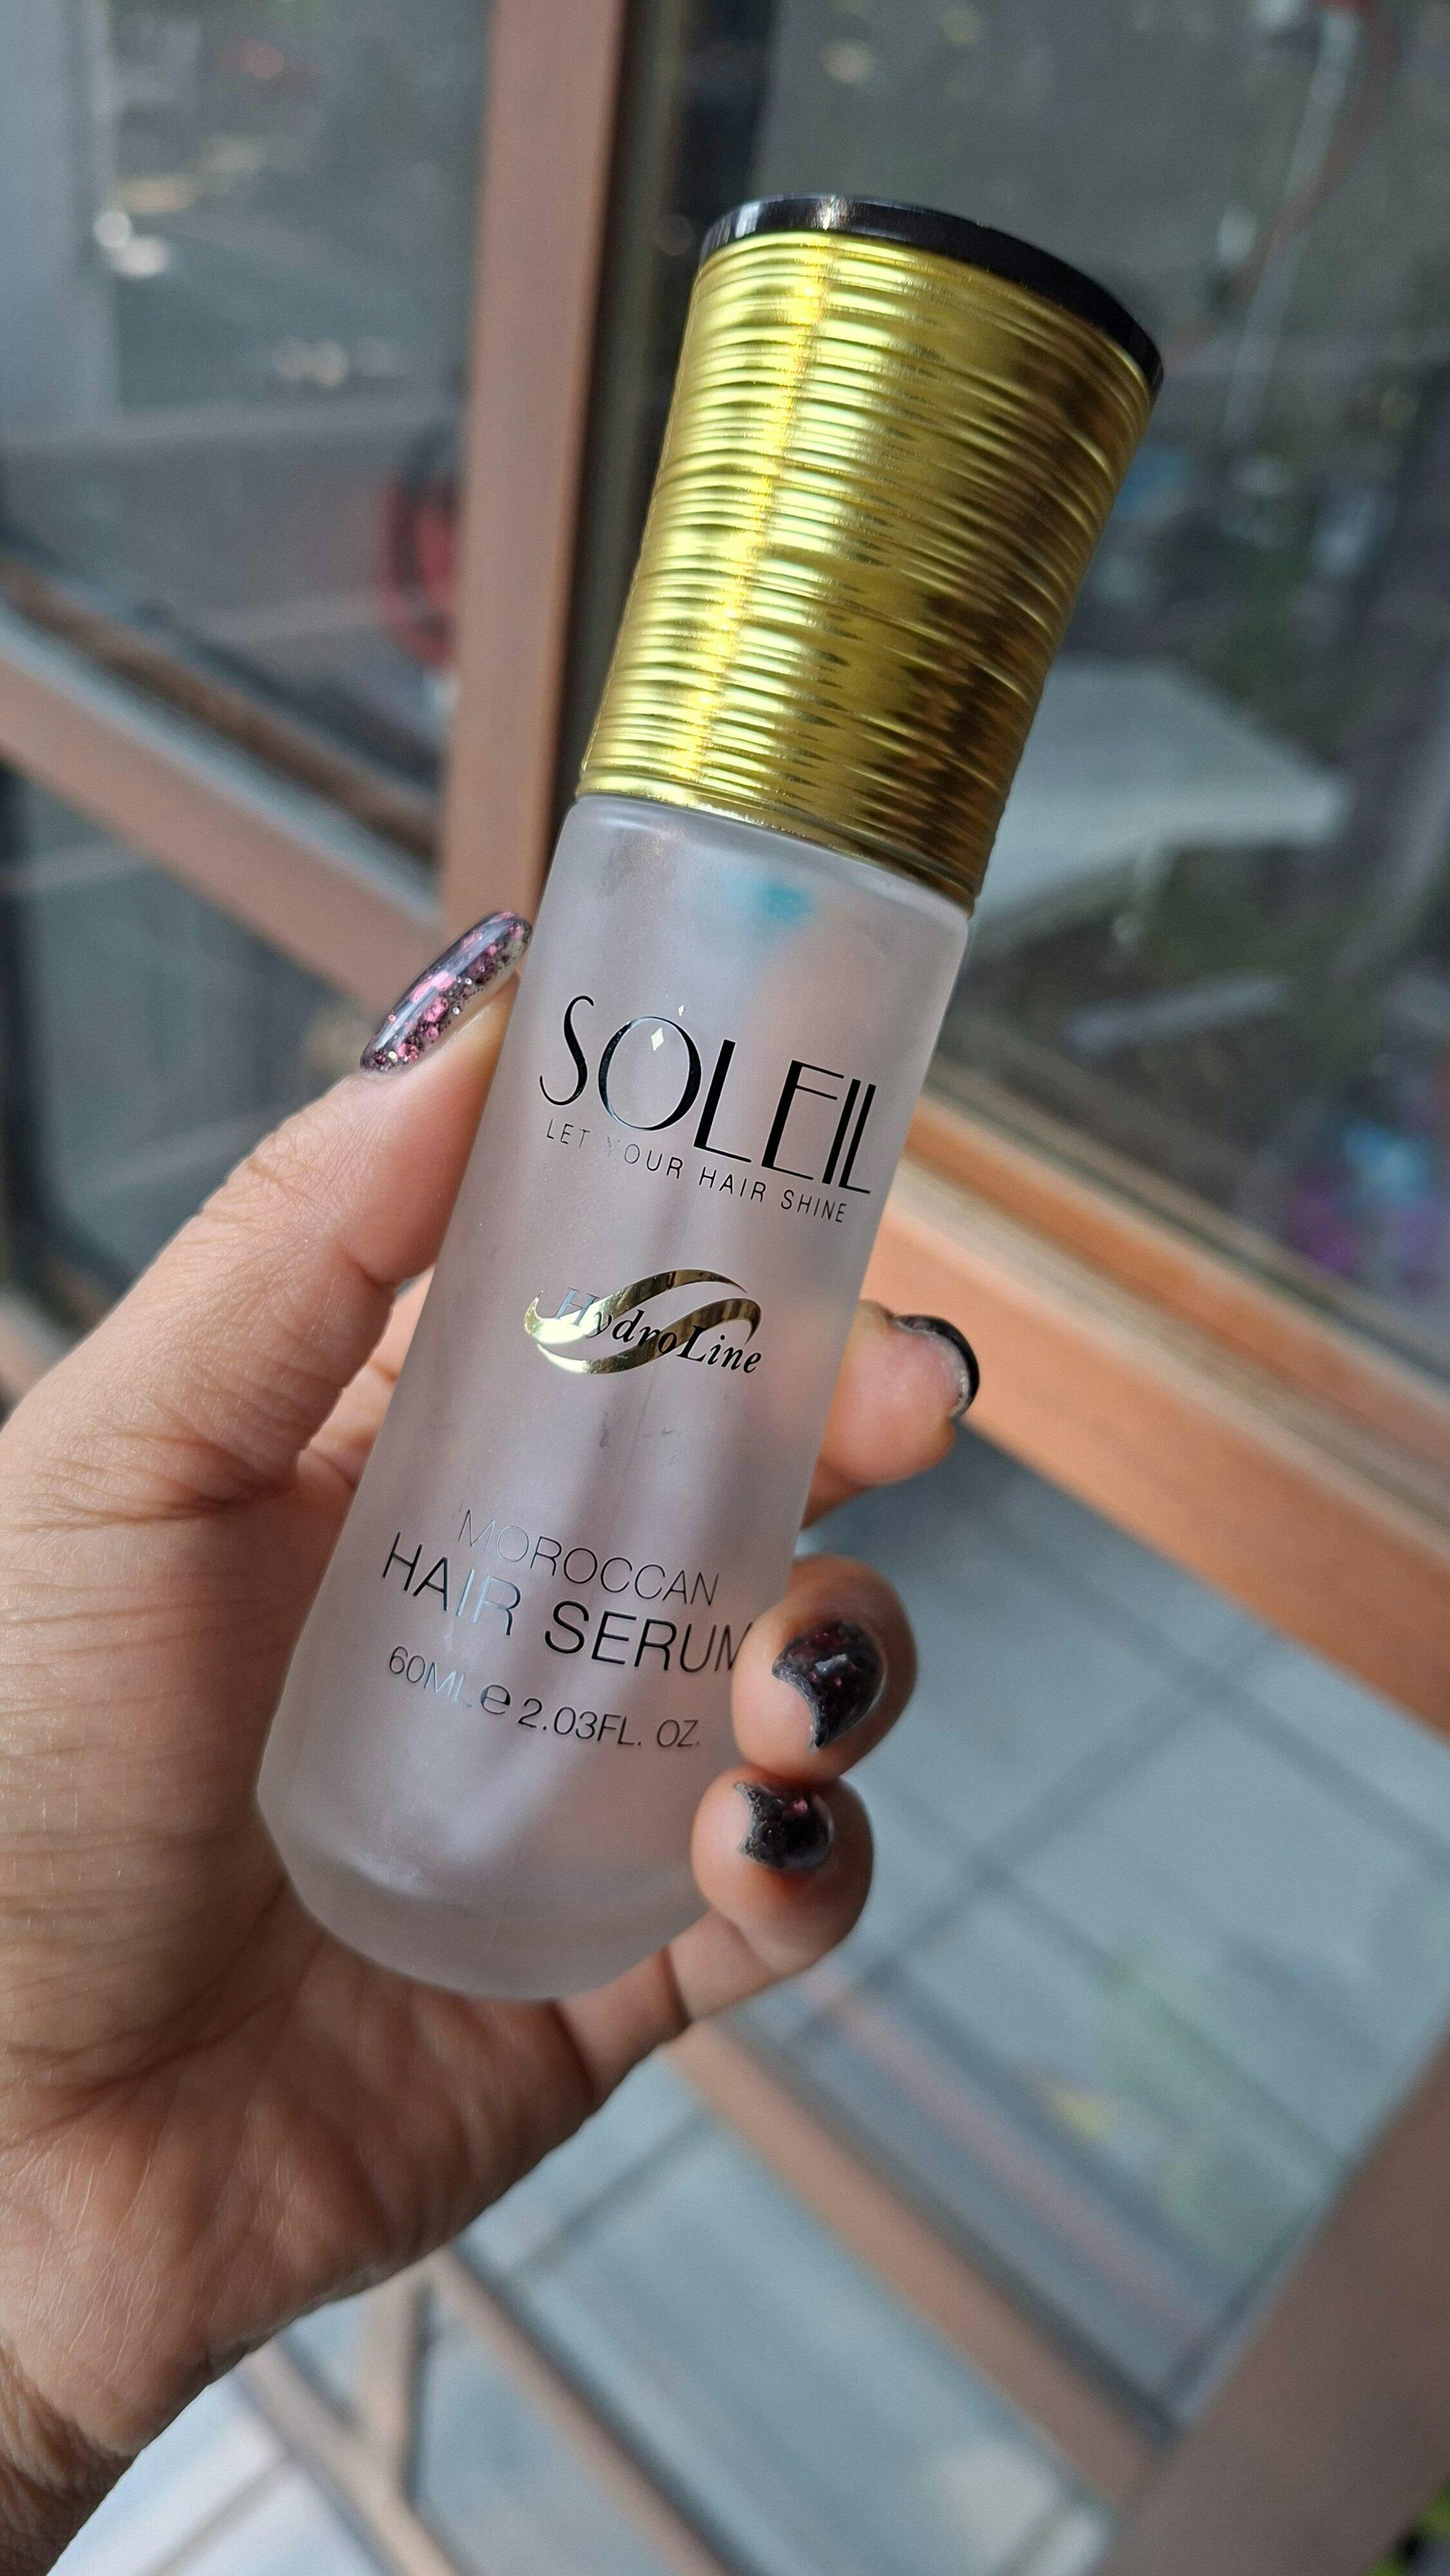 SOLEIL
LET YOUR HAIR SHINE
HydroLine
MOROCCAN
HAIR SERUM
60ML e 2.03FL. OZ.